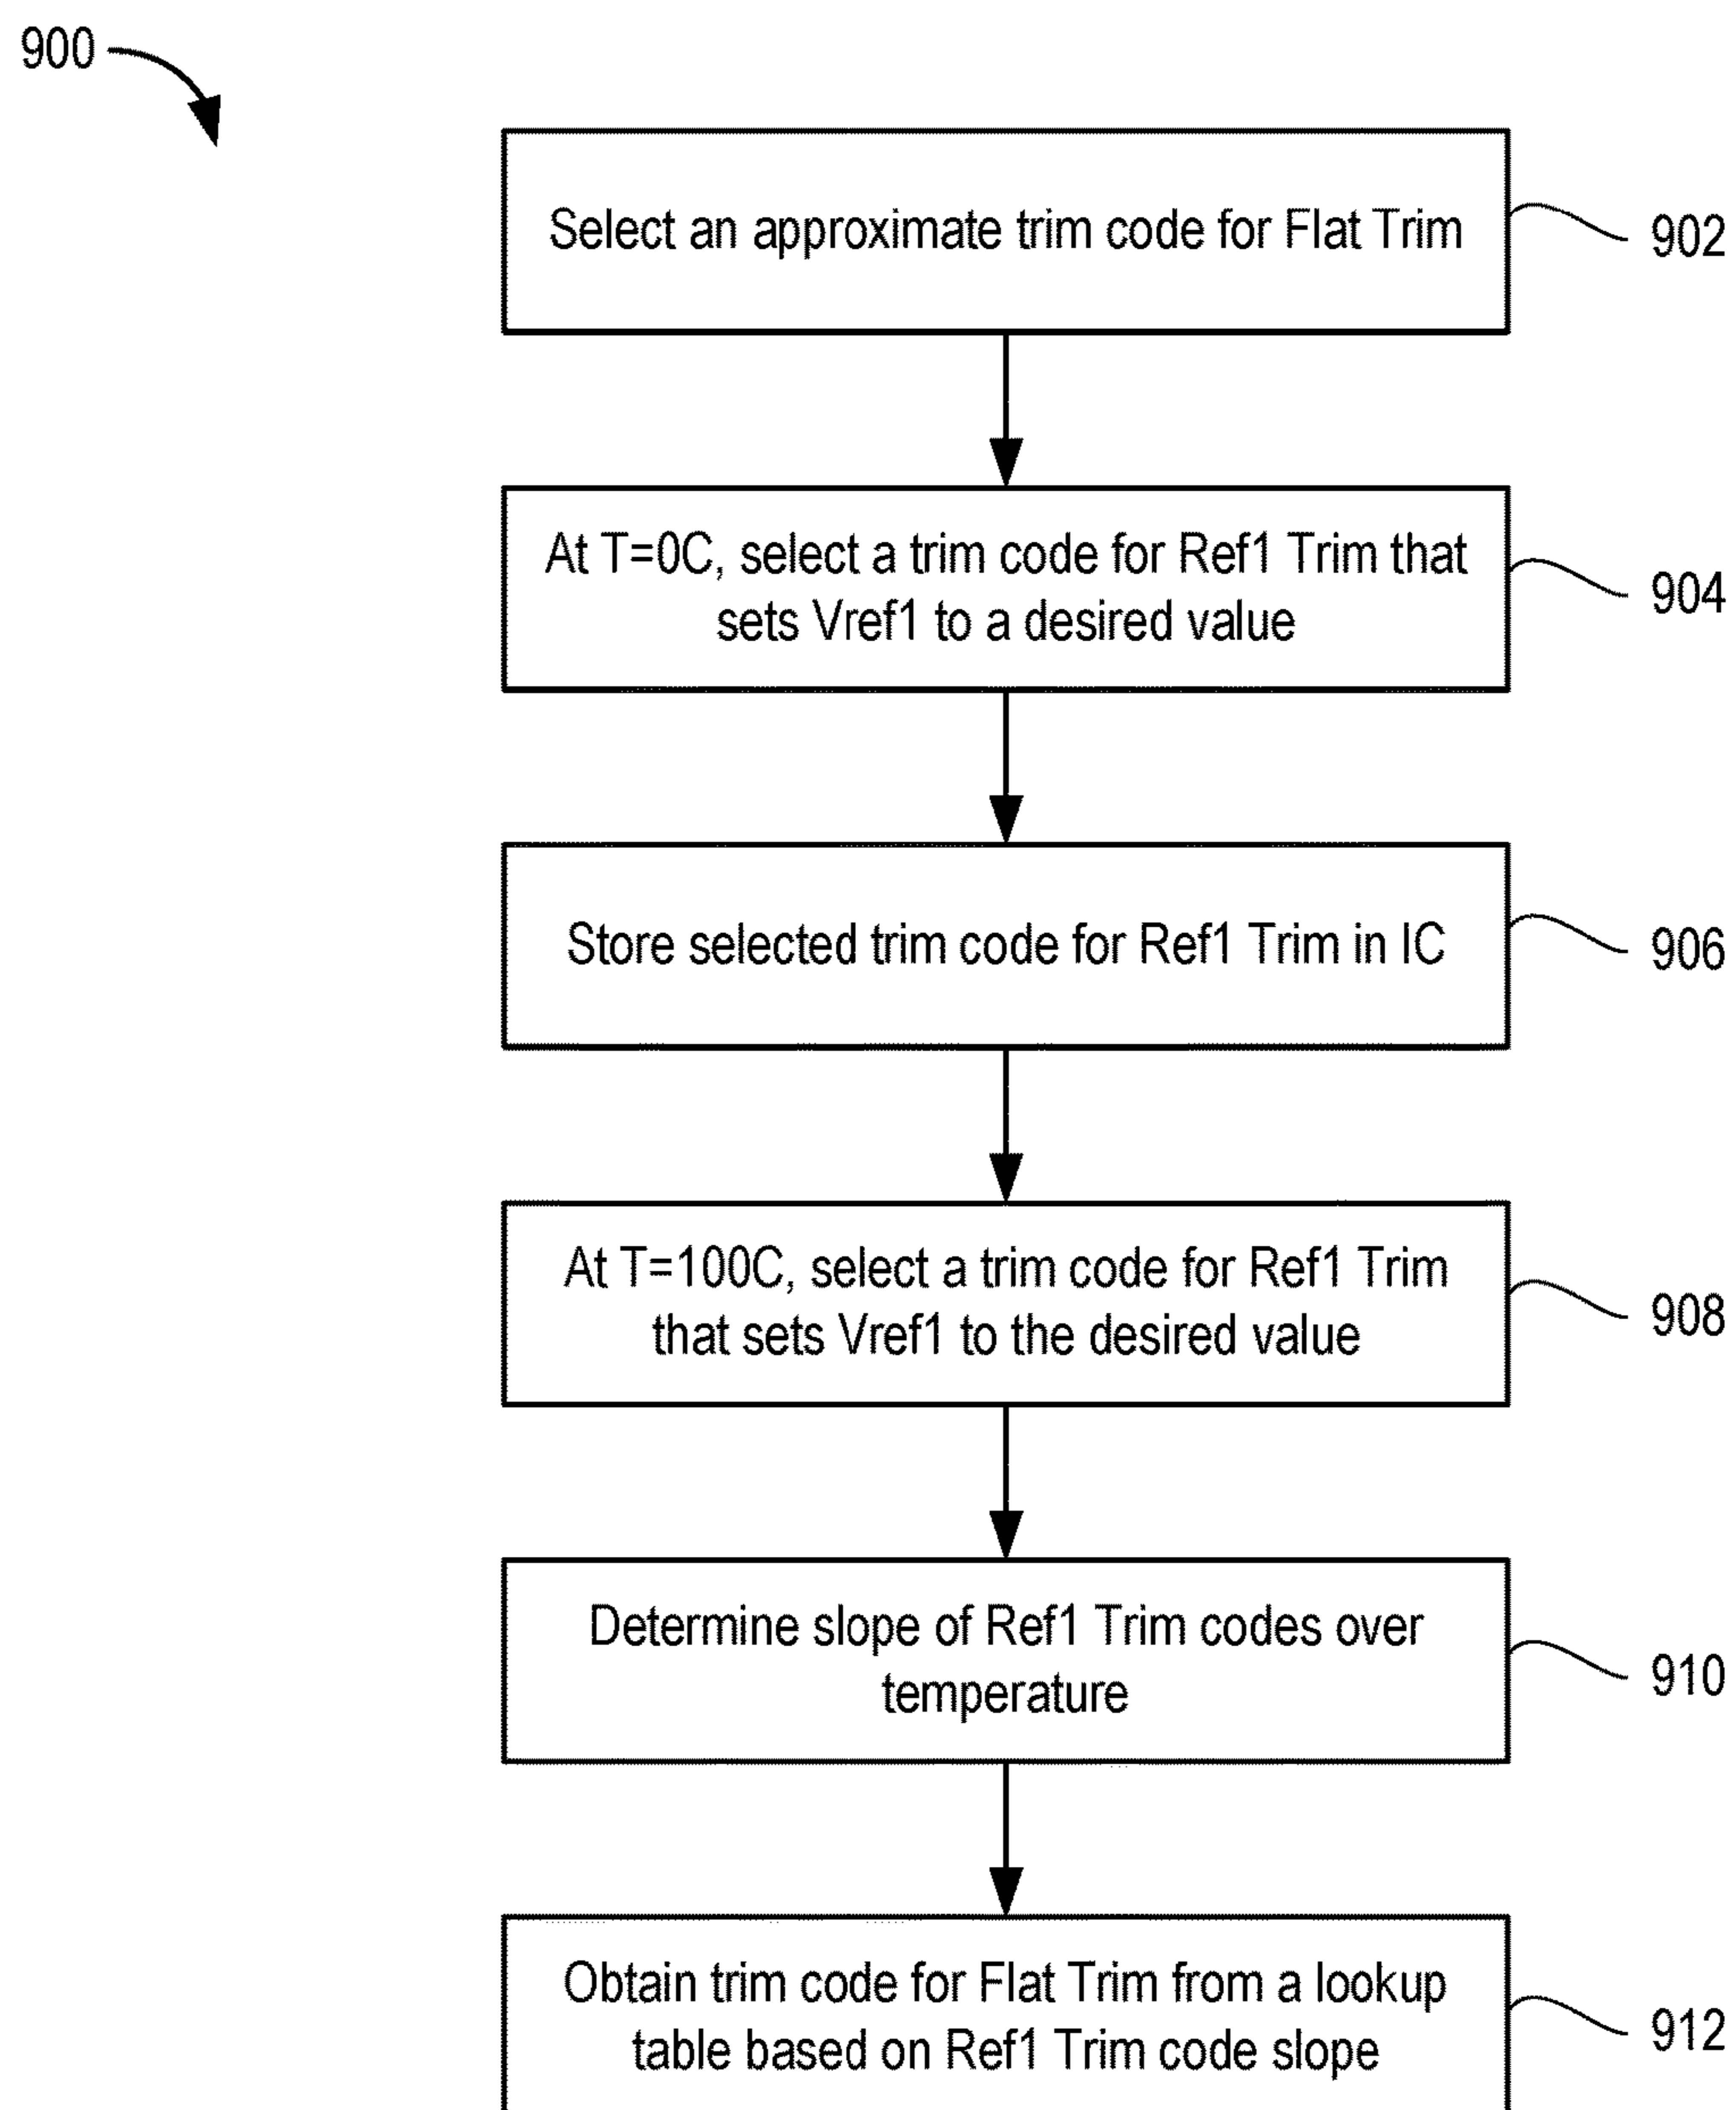 900
Select an approximate trim code for Flat Trim
902
At T=0C, select a trim code for Ref1 Trim that
sets Vref1 to a desired value
904
Store selected trim code for Ref1 Trim in IC
906
At T=100C, select a trim code for Ref1 Trim
that sets Vref1 to the desired value
908
Determine slope of Ref1 Trim codes over
temperature
910
Obtain trim code for Flat Trim from a lookup
table based on Ref1 Trim code slope
912